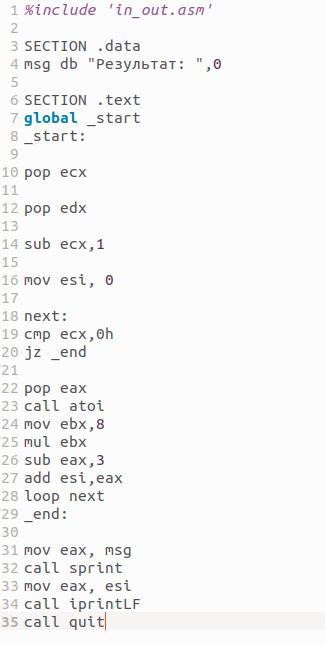 1 %include 'in_out.asm'
2
3 SECTION .data
4 msg db "Результат: ",0
5
6 SECTION .text
7 global _start
8 _start:
9
10 pop ecx
11
12 pop edx
13
14 sub ecx,1
15
16 mov esi, 0
17
18 next:
19 cmp ecx,0h
20 jz _end
21
22 pop eax
23 call atoi
24 mov ebx,8
25 mul ebx
26 sub eax,3
27 add esi,eax
28 loop next
29 _end:
30
31 mov eax, msg
32 call sprint
33 mov eax, esi
34 call iprintLF
35 call quit